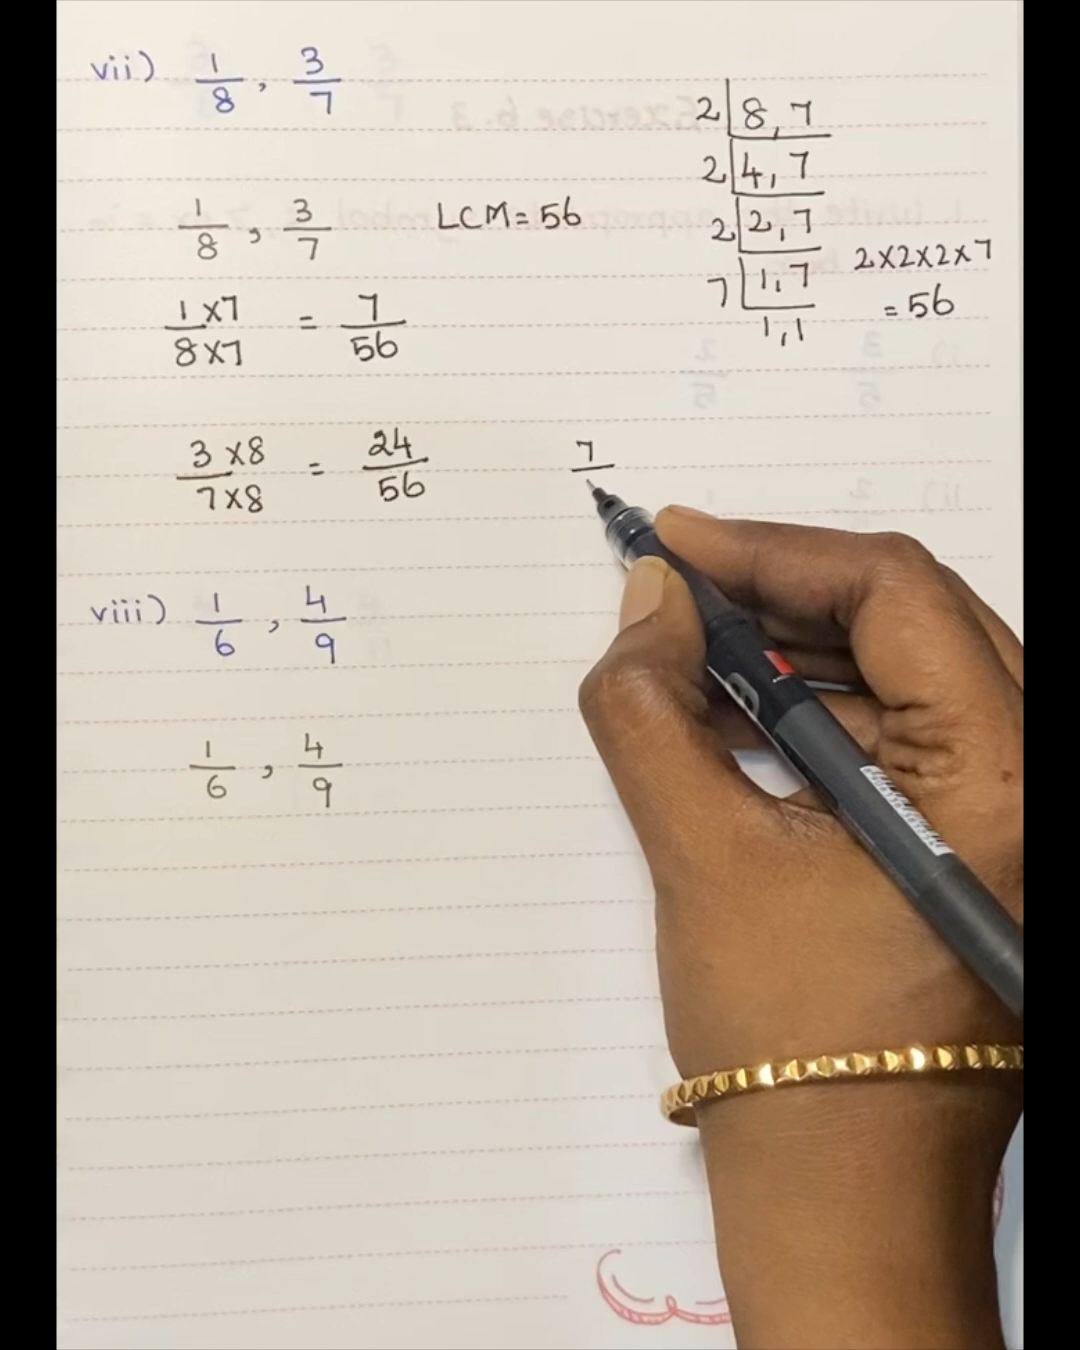 vii) 1/8 , 3/7
1/8 , 3/7 LCM = 56
1 x 7 / 8 x 7 = 7/56
3 x 8 / 7 x 8 = 24/56 7
2 | 8, 7
2 | 4, 7
2 | 2, 7
7 | 1, 7
1, 1
2 x 2 x 2 x 7
= 56
viii) 1/6 , 4/9
1/6 , 4/9